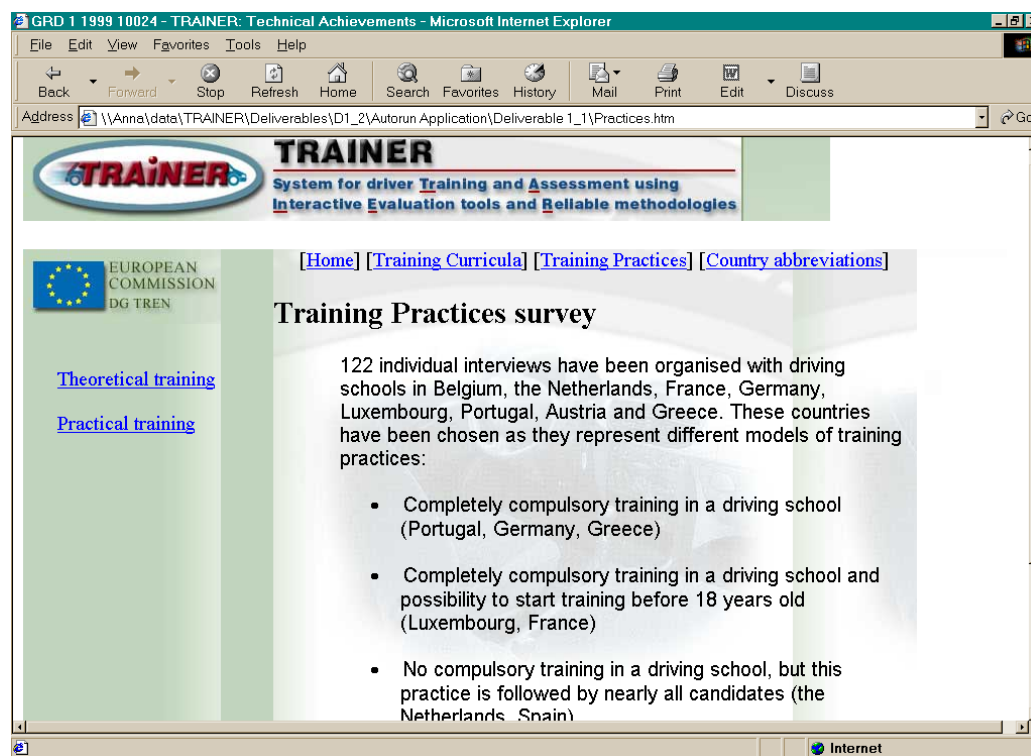 GRD 1 1999 10024 - TRAINER: Technical Achievements - Microsoft Internet Explorer
File Edit View Favorites Tools Help
Back Forward Stop Refresh Home Search Favorites History Mail Print Edit Discuss
Address \\Anna\data\TRAINER\Deliverables\D1_2\Autorun Application\Deliverable 1_1\Practices.htm
TRAiNER
TRAINER
System for driver Training and Assessment using
Interactive Evaluation tools and Reliable methodologies
EUROPEAN
COMMISSION
DG TREN
Theoretical training
Practical training
[Home] [Training Curricula] [Training Practices] [Country abbreviations]
Training Practices survey
122 individual interviews have been organised with driving
schools in Belgium, the Netherlands, France, Germany,
Luxembourg, Portugal, Austria and Greece. These countries
have been chosen as they represent different models of training
practices:
• Completely compulsory training in a driving school
(Portugal, Germany, Greece)
• Completely compulsory training in a driving school and
possibility to start training before 18 years old
(Luxembourg, France)
• No compulsory training in a driving school, but this
practice is followed by nearly all candidates (the
Netherlands, Spain)
Internet